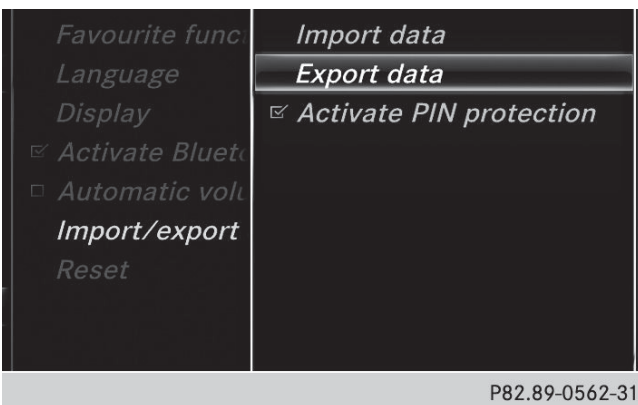 Favourite func
Language
Display
Activate Blueto
Automatic volu
Import/export
Reset
Import data
Export data
Activate PIN protection
P82.89-0562-31